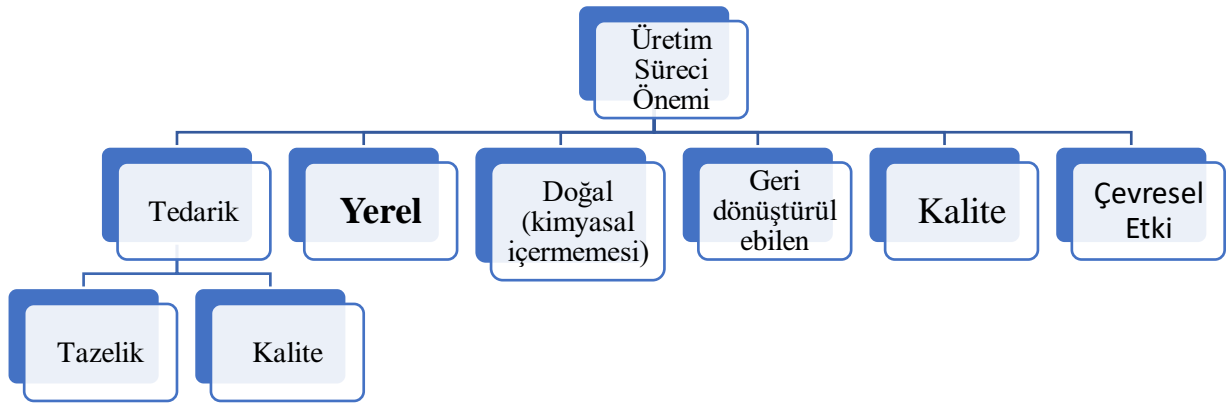 Üretim
Süreci
Önemi
Tedarik
Yerel
Doğal
(kimyasal
içermemesi)
Geri
dönüştürül
ebilen
Kalite
Çevresel
Etki
Tazelik
Kalite